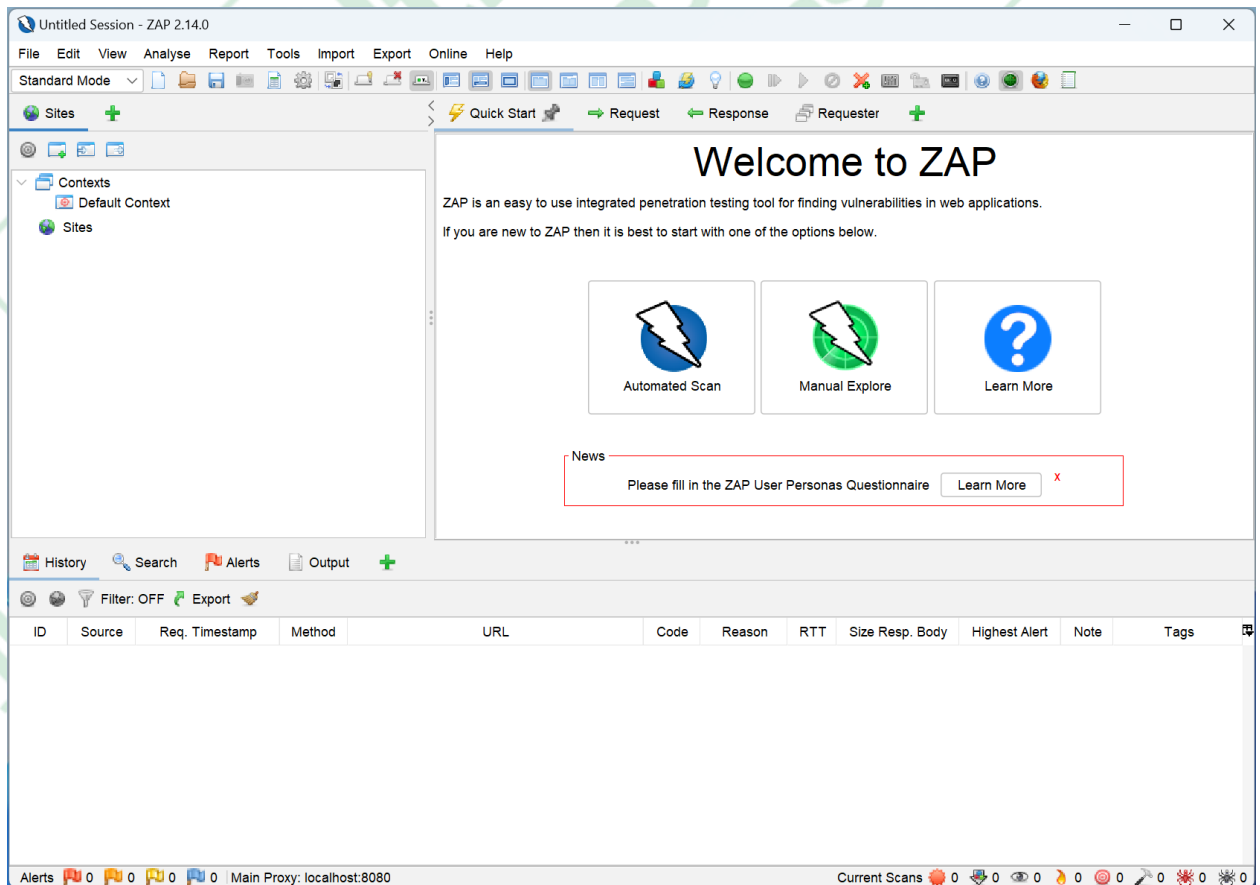 Untitled Session - ZAP 2.14.0
File Edit View Analyse Report Tools Import Export Online Help
Standard Mode
Sites
Quick Start Request Response Requester
Contexts
Default Context
Sites
Welcome to ZAP
ZAP is an easy to use integrated penetration testing tool for finding vulnerabilities in web applications.
If you are new to ZAP then it is best to start with one of the options below.
Automated Scan Manual Explore Learn More
News
Please fill in the ZAP User Personas Questionnaire Learn More X
History Search Alerts Output
Filter: OFF Export
ID Source Req. Timestamp Method URL Code Reason RTT Size Resp. Body Highest Alert Note Tags
Alerts 0 0 0 0 Main Proxy: localhost:8080 Current Scans 0 0 0 0 0 0 0 0